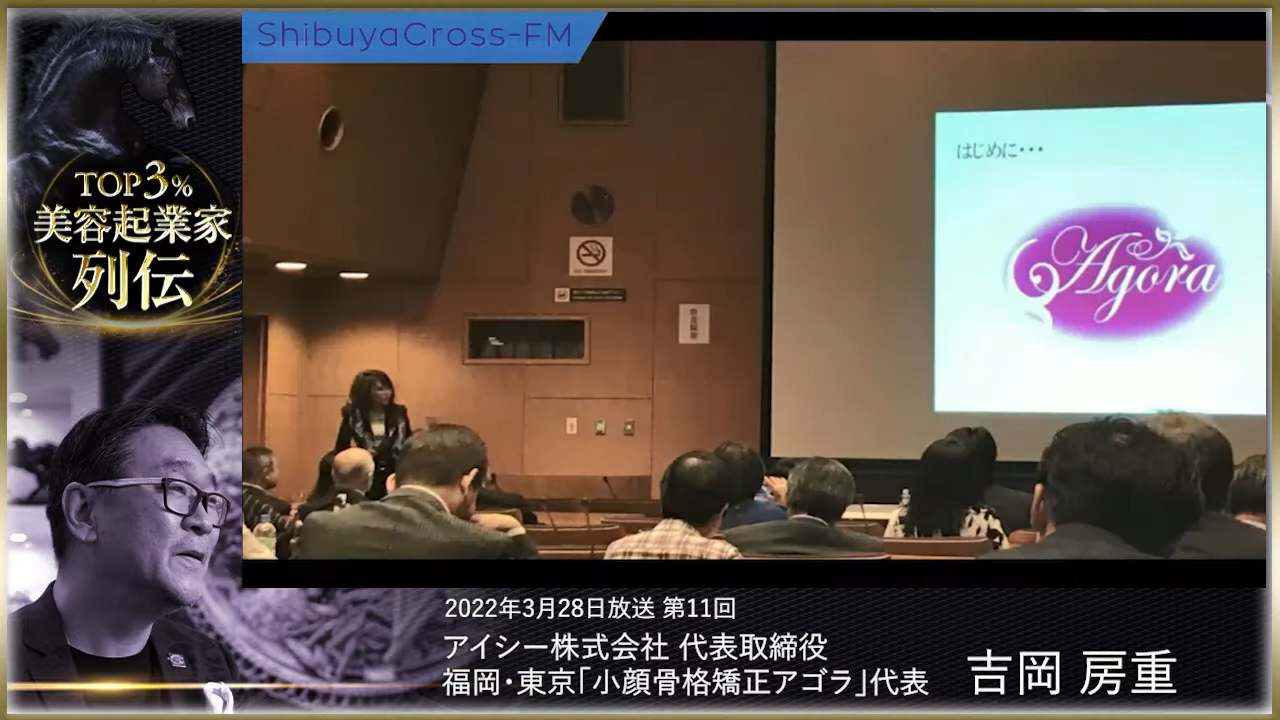 ShibuyaCross-FM
TOP3%
美容起業家
列伝
はじめに・・・
Agora
2022年3月28日放送 第11回
アイシー株式会社 代表取締役
福岡・東京「小顔骨格矯正アゴラ」代表
吉岡 房重